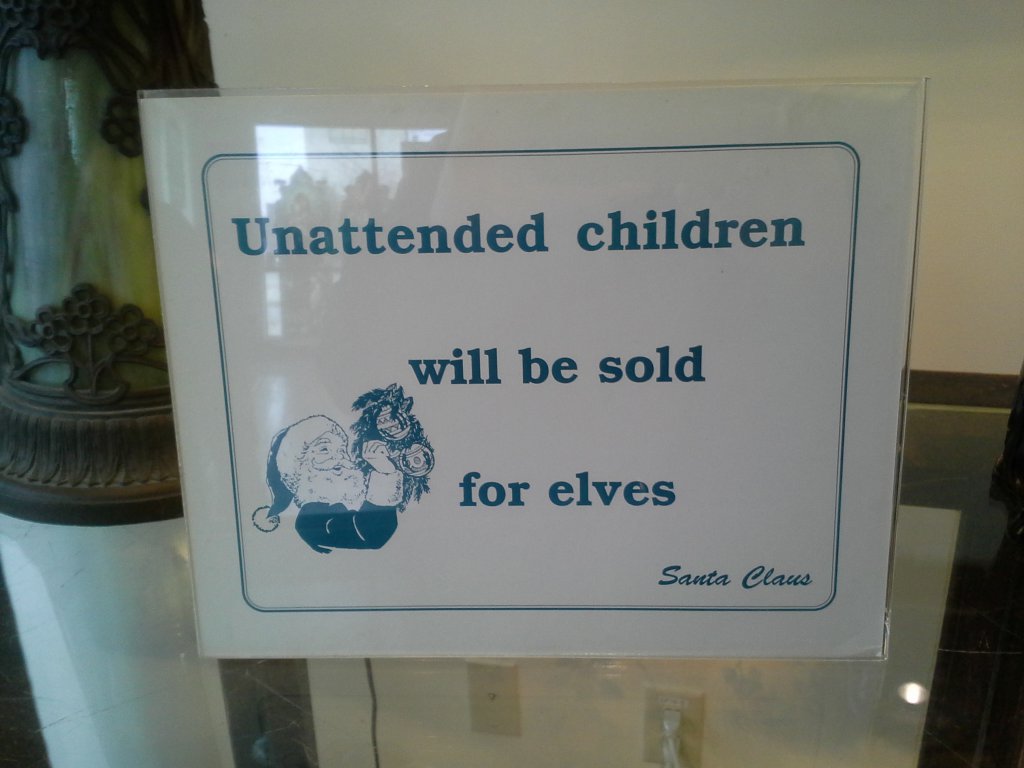 Unattended children
will be sold
for elves
Santa Claus